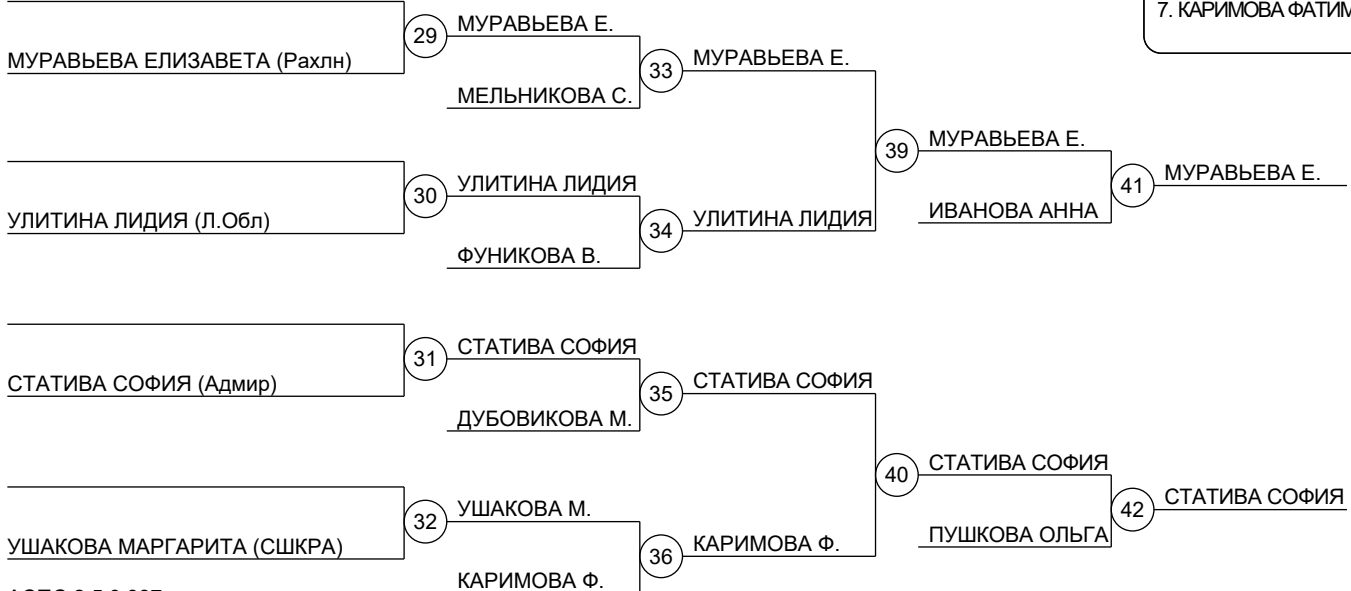 7. КАРИМОВА
29
МУРАВЬЕВА Е.
МУРАВЬЕВА ЕЛИЗАВЕТА (Рахлн)
33
МУРАВЬЕВА Е.
МЕЛЬНИКОВА С.
39
МУРАВЬЕВА Е.
41
МУРАВЬЕВА Е.
30
УЛИТИНА ЛИДИЯ
ИВАНОВА АННА
УЛИТИНА ЛИДИЯ (Л.Обл)
34
УЛИТИНА ЛИДИЯ
ФУНИКОВА В.
31
СТАТИВА СОФИЯ
СТАТИВА СОФИЯ (Адмир)
35
СТАТИВА СОФИЯ
ДУБОВИКОВА М.
40
СТАТИВА СОФИЯ
42
СТАТИВА СОФИЯ
32
УШАКОВА М.
ПУШКОВА ОЛЬГА
УШАКОВА МАРГАРИТА (СШКРА)
36
КАРИМОВА Ф.
КАРИМОВА Ф.